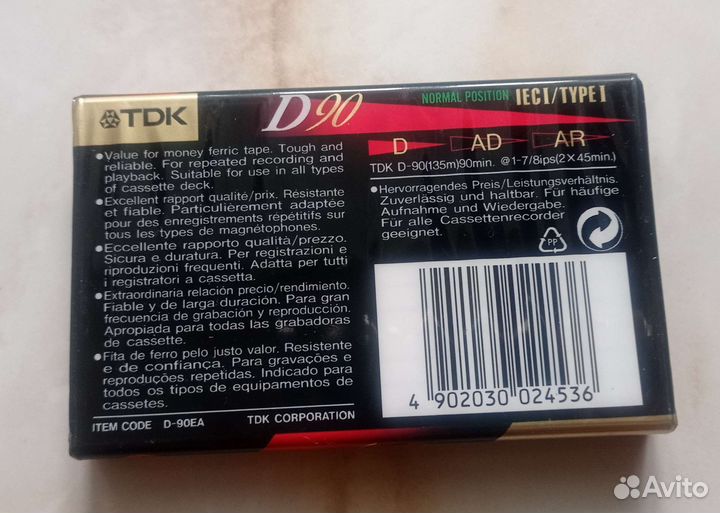 TDK
D90
NORMAL POSITION IECI/TYPE I
D AD AR
TDK D-90(135m)90min. @1-7/8ips(2×45min.)
●Value for money ferric tape. Tough and
reliable. For repeated recording and
playback. Suitable for use in all types
of cassette deck.
●Excellent rapport qualité/prix. Résistante
et fiable. Particulièrement adaptée
pour des enregistrements répétitifs sur
tous les types de magnétophones.
●Eccellente rapporto qualità/prezzo.
Sicura e duratura. Per registrazioni e
riproduzioni frequenti. Adatta per tutti
i registratori a cassetta.
●Extraordinaria relación precio/rendimiento.
Fiable y de larga duración. Para gran
frecuencia de grabación y reproducción.
Apropiada para todas las grabadoras
de cassette.
●Fita de ferro pelo justo valor. Resistente
e de confiança. Para gravações e
reproduções repetidas. Indicado para
todos os tipos de equipamentos de
cassetes.
ITEM CODE D-90EA TDK CORPORATION
●Hervorragendes Preis/Leistungsverhältnis.
Zuverlässig und haltbar. Für häufige
Aufnahme und Wiedergabe.
Für alle Cassettenrecorder
geeignet.
PP
4 902030 024536
Avito